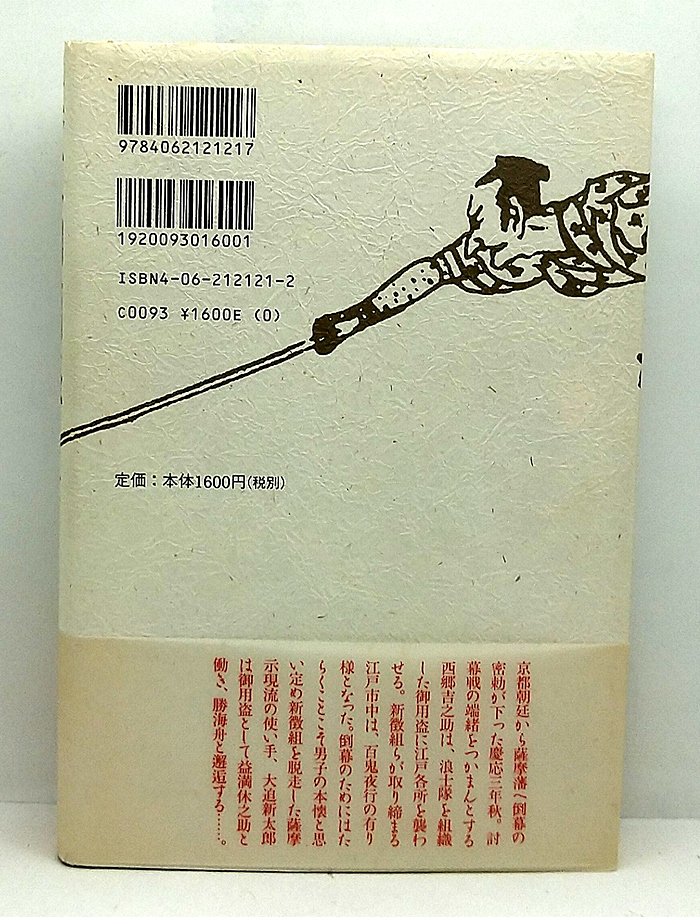 9784062121217
1920093016001
ISBN4-06-212121-2
C0093 ¥1600E (0)
定価：本体1600円(税別)
京都朝廷から薩摩藩へ倒幕の
密勅が下った慶応三年秋。討
幕戦の端緒をつかまんとする
西郷吉之助は、浪士隊を組織
した御用盗に江戸各所を襲わ
せる。新徴組らが取り締まる
江戸市中は、百鬼夜行の有り
様となった。倒幕のためにはた
らくことこそ男子の本懐と思
い定め新徴組を脱走した薩摩
示現流の使い手、大迫新太郎
は御用盗として益満休之助と
働き、勝海舟と邂逅する……。